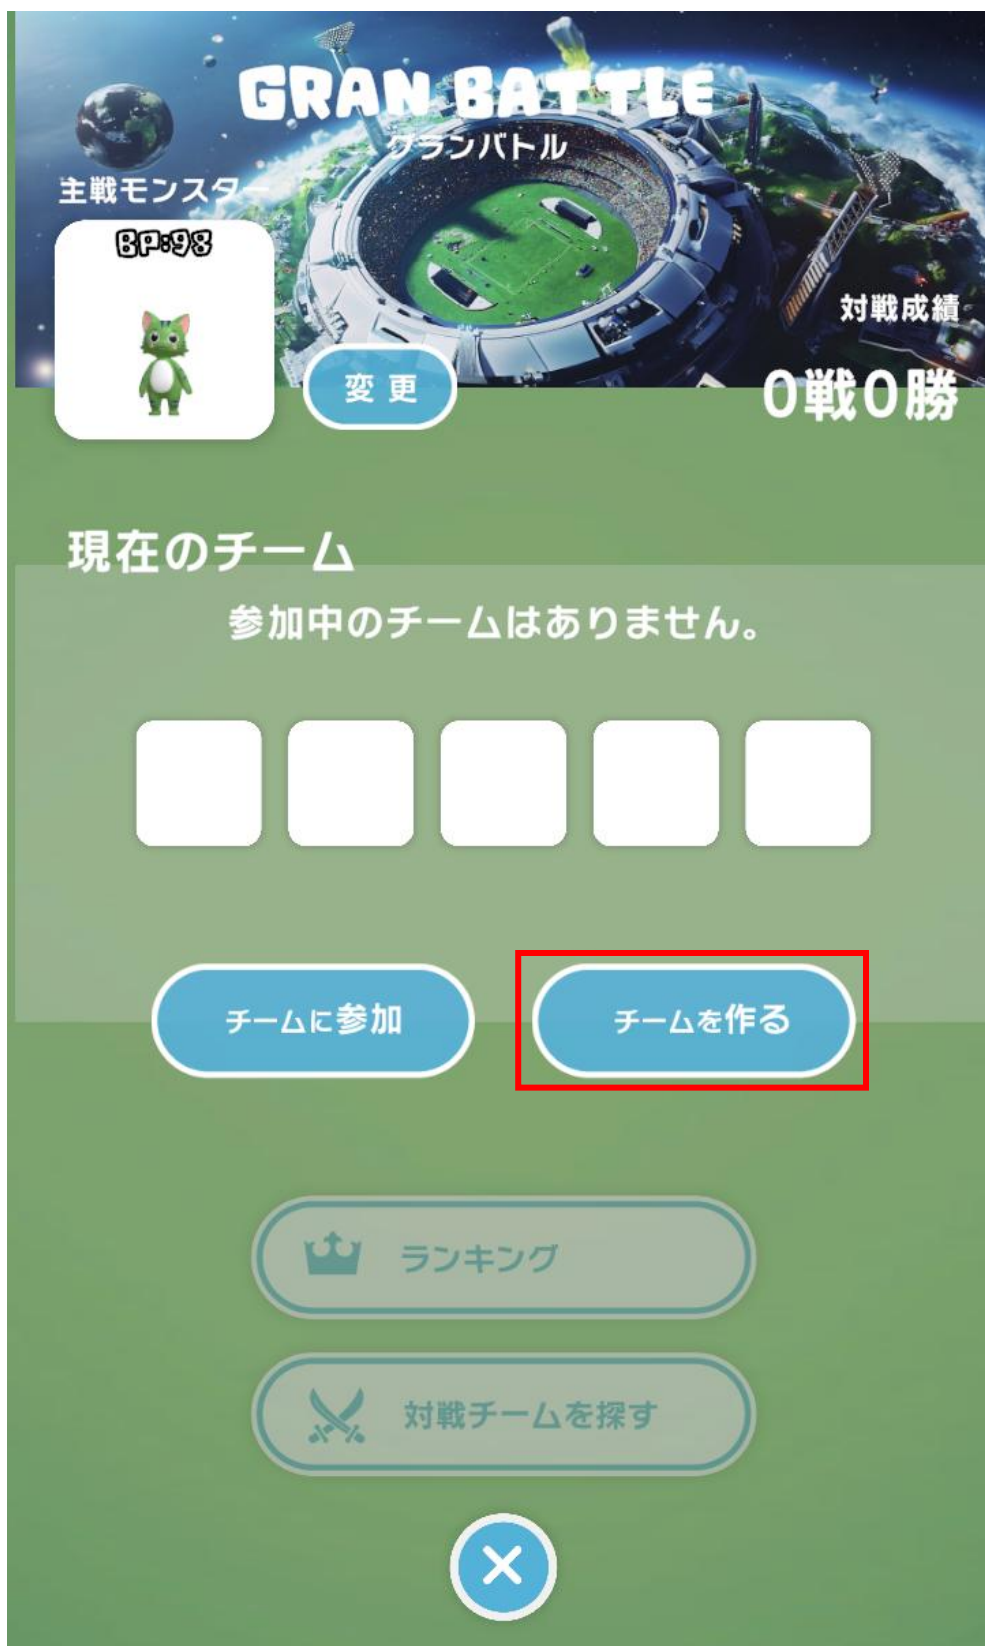 GRAN BATTLE
グランバトル
主戦モンスター
BP:98
対戦成績
変更
0戦0勝
現在のチーム
参加中のチームはありません。
チームに参加
チームを作る
ランキング
対戦チームを探す